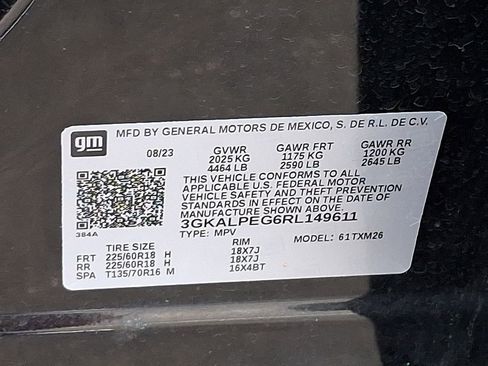 gm
MFD BY GENERAL MOTORS DE MEXICO, S. DE R.L. DE C.V.
08/23 GVWR GAWR FRT GAWR RR
2025 KG 1175 KG 1200 KG
4464 LB 2590 LB 2645 LB
THIS VEHICLE CONFORMS TO ALL
APPLICABLE U.S. FEDERAL MOTOR
VEHICLE SAFETY AND THEFT PREVENTION
STANDARDS IN EFFECT ON THE DATE OF
MANUFACTURE SHOWN ABOVE.
3GKALPEG6RL149611
384A
TYPE: MPV MODEL: 61TXM26
TIRE SIZE RIM
FRT 225/60R18 H 18X7J
RR 225/60R18 H 18X7J
SPA T135/70R16 M 16X4BT